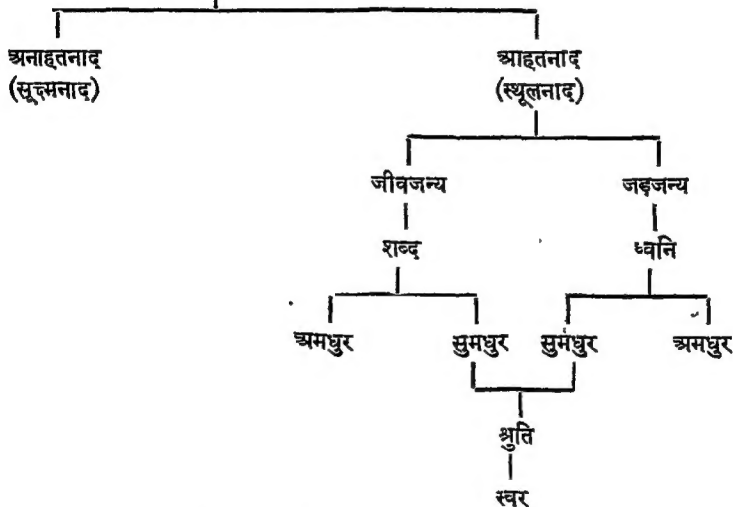 अनाहतनाद आहतनाद
(सूक्ष्मनाद) (स्थूलनाद)
जीवजन्य जड़जन्य
शब्द ध्वनि
अमधुर सुमधुर सुमधुर अमधुर
श्रुति
स्वर